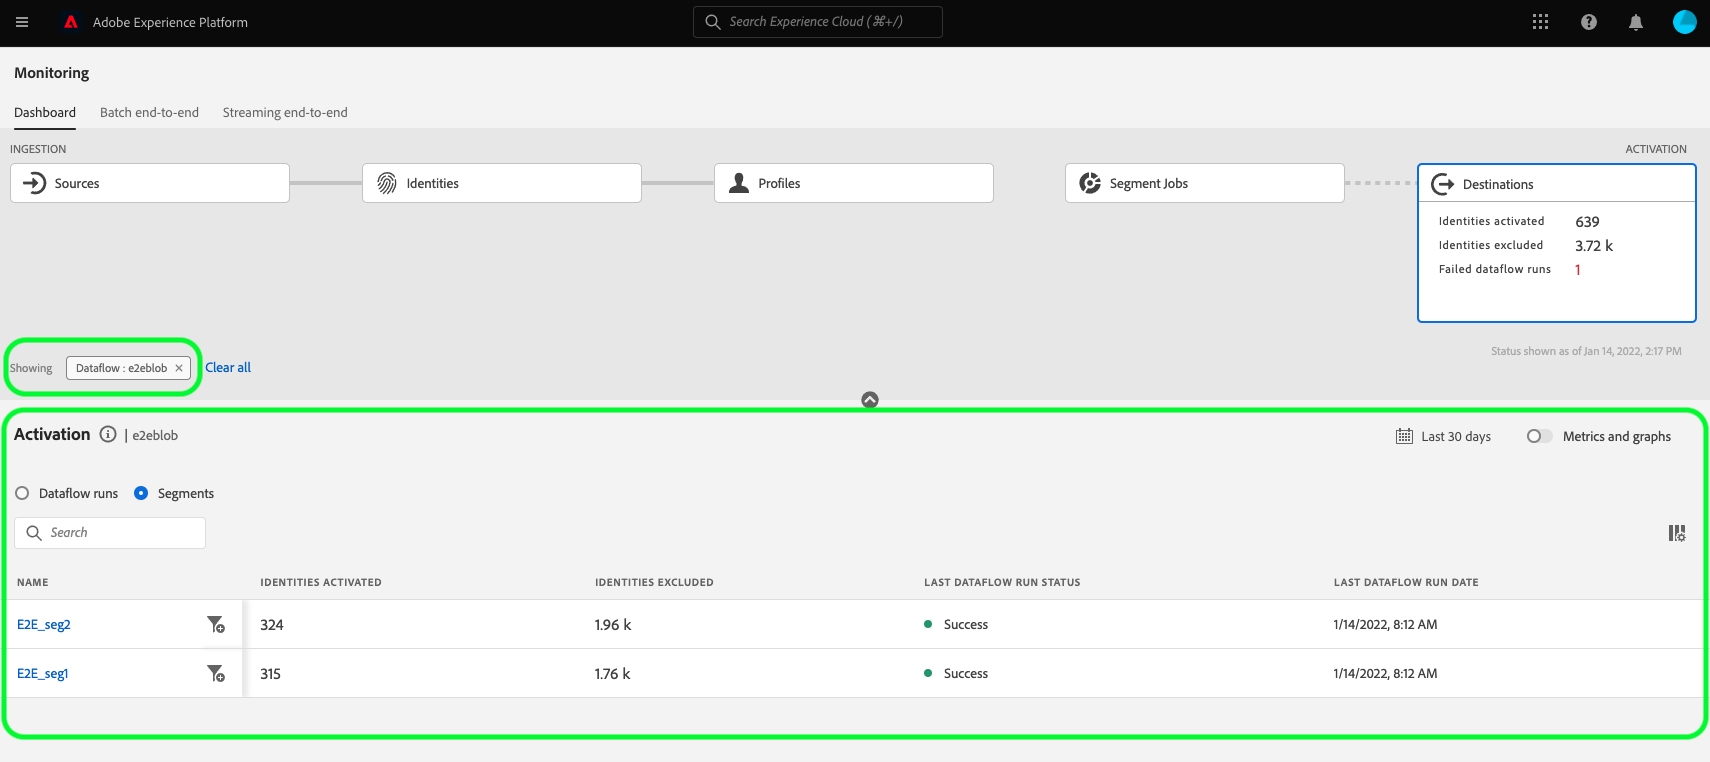 Adobe Experience Platform
Search Experience Cloud (⌘+/)
Monitoring
Dashboard Batch end-to-end Streaming end-to-end
INGESTION ACTIVATION
Sources Identities Profiles Segment Jobs Destinations
Identities activated 639
Identities excluded 3.72 k
Failed dataflow runs 1
Status shown as of Jan 14, 2022, 2:17 PM
Showing Dataflow : e2eblob × Clear all
Activation | e2eblob Last 30 days Metrics and graphs
Dataflow runs Segments
Search
NAME IDENTITIES ACTIVATED IDENTITIES EXCLUDED LAST DATAFLOW RUN STATUS LAST DATAFLOW RUN DATE
E2E_seg2 324 1.96 k Success 1/14/2022, 8:12 AM
E2E_seg1 315 1.76 k Success 1/14/2022, 8:12 AM